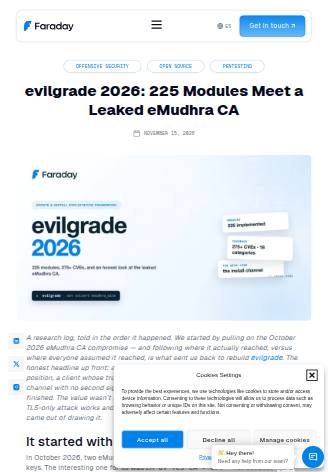 Faraday
ES
Get in touch
OFFENSIVE SECURITY
OPEN SOURCE
PENTESTING
evilgrade 2026: 225 Modules Meet a
Leaked eMudhra CA
NOVEMBER 15, 2026
Faraday
evilgrade
2026
225 modules, 275+ CVEs, and an honest look at the leaked
eMudhra CA.
225 implemented
275+ CVEs · 16
categories
the install channel
A research log, told in the order it happened. We started by pulling on the October
2026 eMudhra CA compromise — and following where it actually reached, versus
where everyone assumed it reached, is what sent us back to rebuild evilgrade. The
honest headline up front:
position, a client whose tru
channel with no second sig
finished. The value wasn't
TLS-only attack works and
came out of drawing it.
It started with
In October 2026, two eMud
keys. The interesting one for
Cookies Settings
To provide the best experiences, we use technologies like cookies to store and/or access
device information. Consenting to these technologies will allow us to process data such as
browsing behavior or unique IDs on this site. Not consenting or withdrawing consent, may
adversely affect certain features and functions.
Accept all
Decline all
Manage cookies
Hey there!
Need any help from our team?